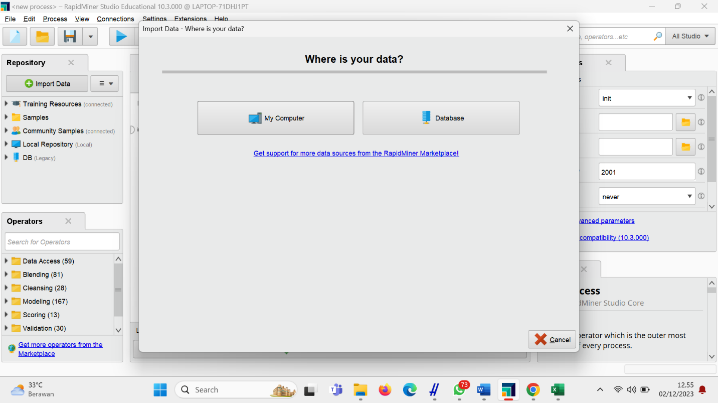 <new process> – RapidMiner Studio Educational 10.3.000 @ LAPTOP-71DHJ1PT
File Edit Process View Connections Settings Extensions Help
Import Data - Where is your data?
operators...etc
All Studio
Repository
Import Data
Training Resources (connected)
Samples
Community Samples (connected)
Local Repository (Local)
DB (Legacy)
Where is your data?
My Computer
Database
Get support for more data sources from the RapidMiner Marketplace!
Cancel
init
2001
never
compatibility (10.3.000)
Operators
Search for Operators
Data Access (59)
Blending (81)
Cleansing (28)
Modeling (167)
Scoring (13)
Validation (30)
Get more operators from the
Marketplace
Studio Core
which is the outer most
every process.
33°C
Berawan
Search
73
12.55
02/12/2023